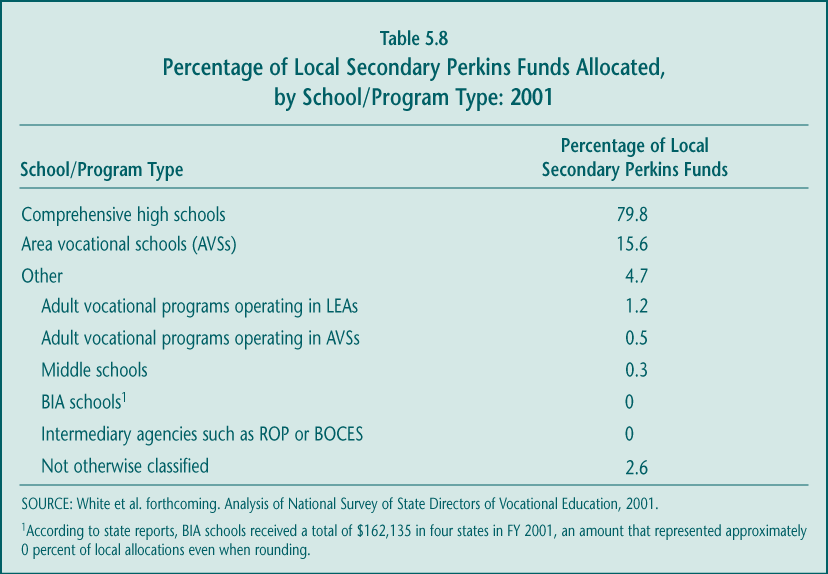 Table 5.8
Percentage of Local Secondary Perkins Funds Allocated,
by School/Program Type: 2001
School/Program Type
Percentage of Local
Secondary Perkins Funds
Comprehensive high schools 79.8
Area vocational schools (AVSs) 15.6
Other 4.7
Adult vocational programs operating in LEAs 1.2
Adult vocational programs operating in AVSs 0.5
Middle schools 0.3
BIA schools¹ 0
Intermediary agencies such as ROP or BOCES 0
Not otherwise classified 2.6
SOURCE: White et al. forthcoming. Analysis of National Survey of State Directors of Vocational Education, 2001.
¹According to state reports, BIA schools received a total of $162,135 in four states in FY 2001, an amount that represented approximately
0 percent of local allocations even when rounding.